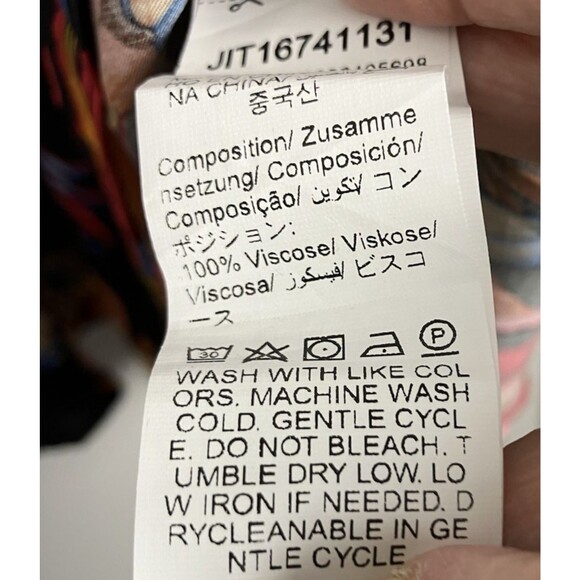 JIT16741131
NA CHINA/
중국산
Composition/ Zusamme
nsetzung/ Composición/
Composição/ تكوين/ コン
ポジション:
100% Viscose/ Viskose/
Viscosa/ فيسكوز/ ビスコ
ース
30 P
WASH WITH LIKE COL
ORS. MACHINE WASH
COLD. GENTLE CYCL
E. DO NOT BLEACH. T
UMBLE DRY LOW. LO
W IRON IF NEEDED. D
RYCLEANABLE IN GE
NTLE CYCLE